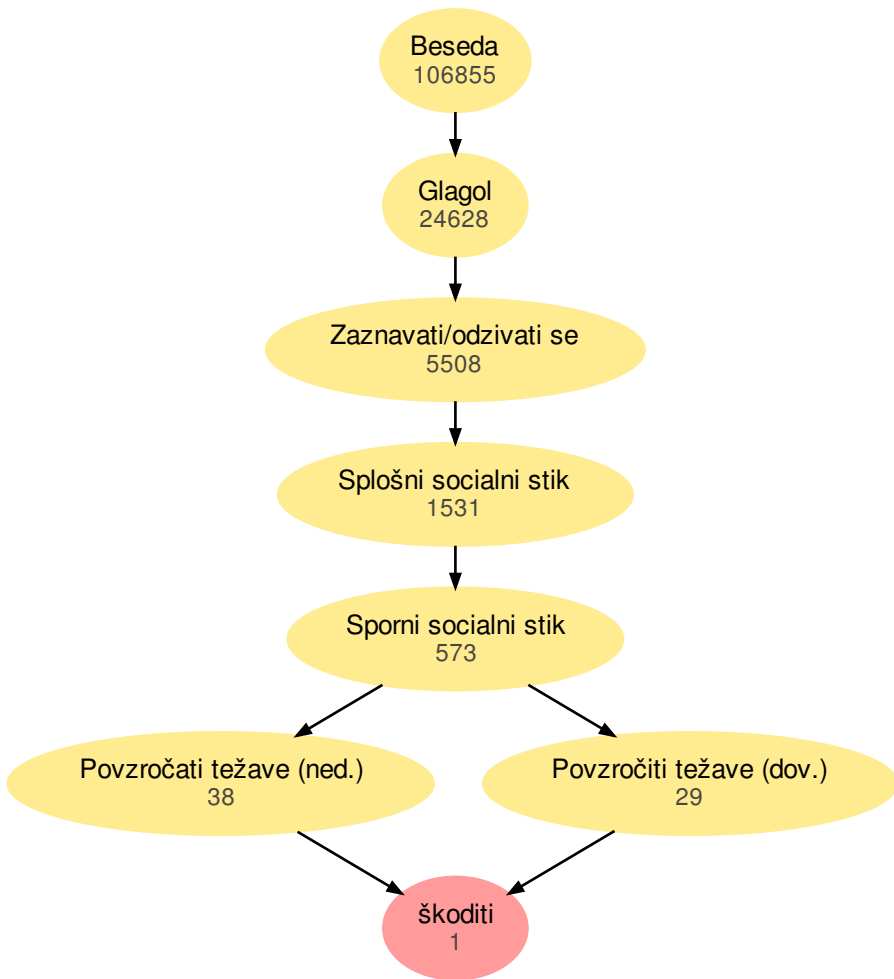 Beseda
106855
Glagol
24628
Zaznavati/odzivati se
5508
Splošni socialni stik
1531
Sporni socialni stik
573
Povzročati težave (ned.)
38
Povzročiti težave (dov.)
29
škoditi
1